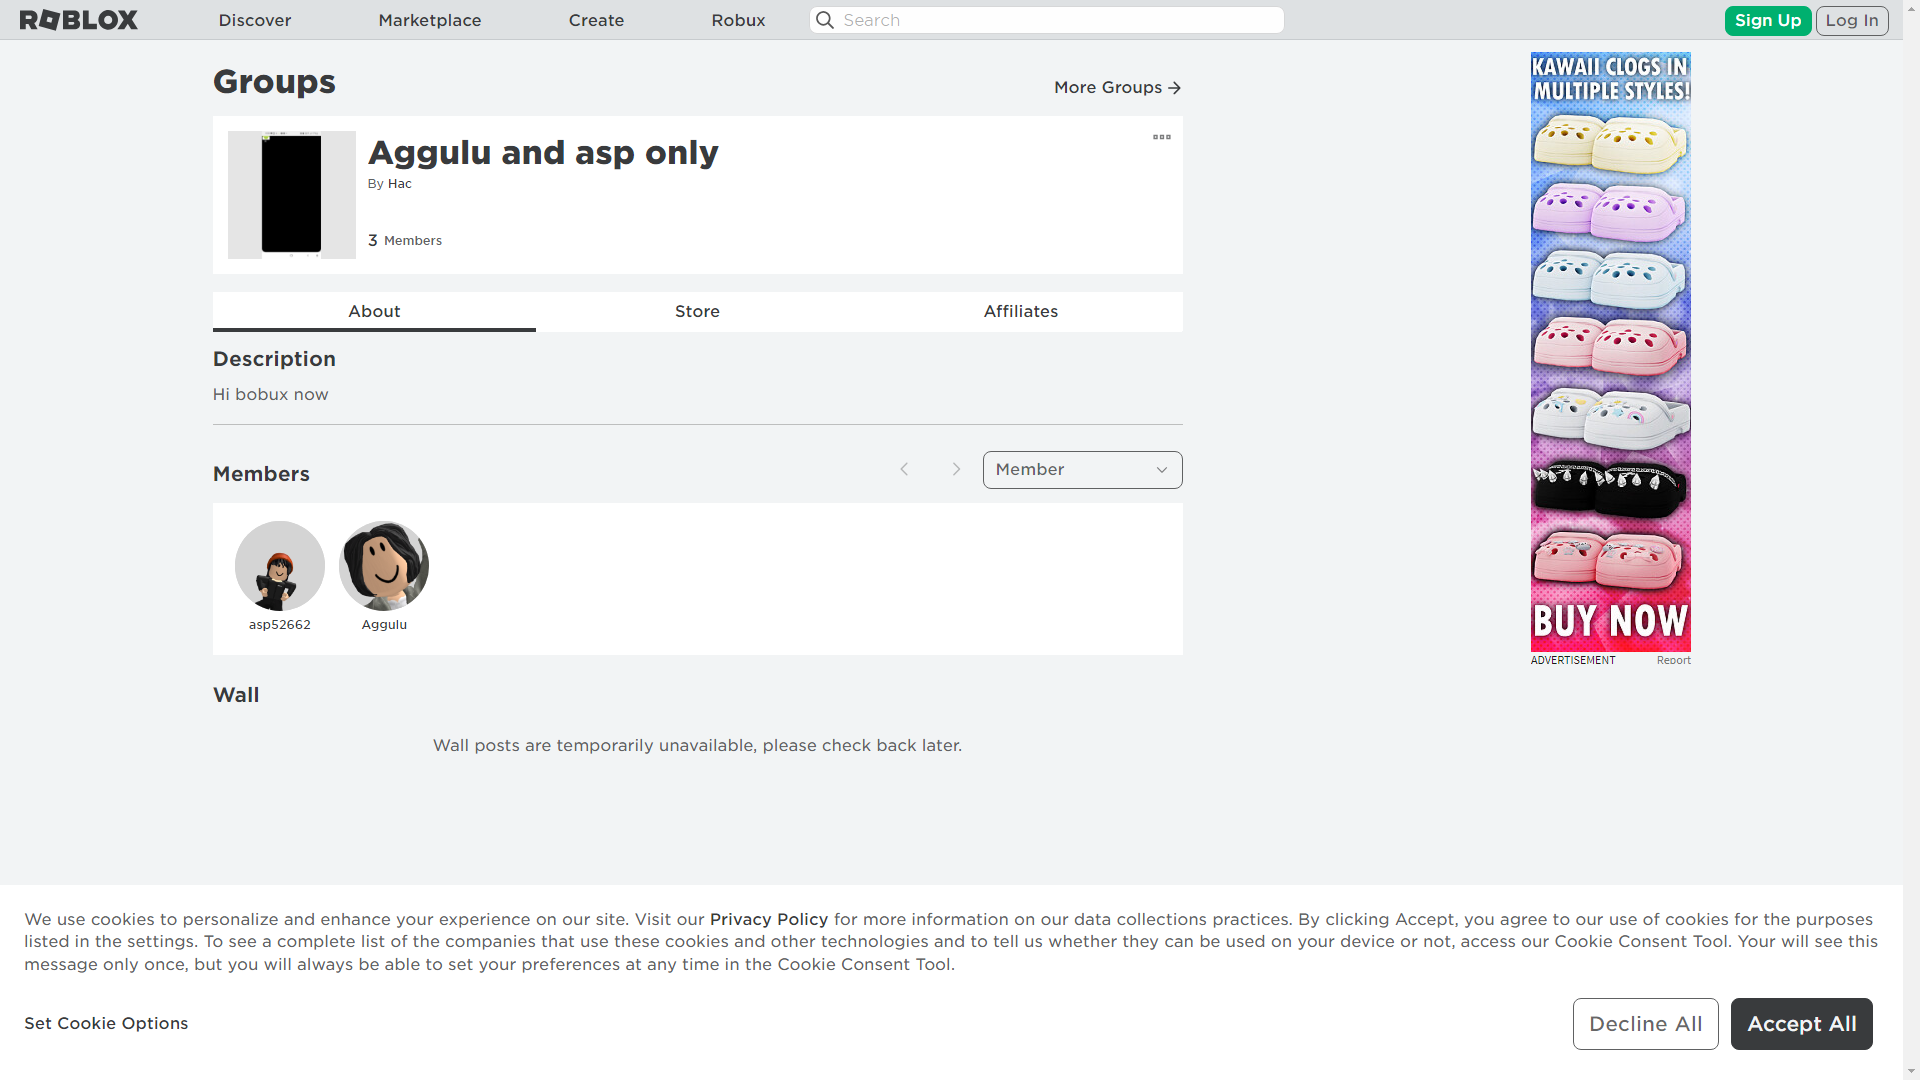 ROBLOX
Discover
Marketplace
Create
Robux
Search
Sign Up
Log In
Groups
More Groups
Aggulu and asp only
By Hac
3 Members
About
Store
Affiliates
Description
Hi bobux now
Members
Member
asp52662
Aggulu
Wall
Wall posts are temporarily unavailable, please check back later.
KAWAII CLOGS IN
MULTIPLE STYLES!
BUY NOW
ADVERTISEMENT
Report
We use cookies to personalize and enhance your experience on our site. Visit our Privacy Policy for more information on our data collections practices. By clicking Accept, you agree to our use of cookies for the purposes
listed in the settings. To see a complete list of the companies that use these cookies and other technologies and to tell us whether they can be used on your device or not, access our Cookie Consent Tool. Your will see this
message only once, but you will always be able to set your preferences at any time in the Cookie Consent Tool.
Set Cookie Options
Decline All
Accept All